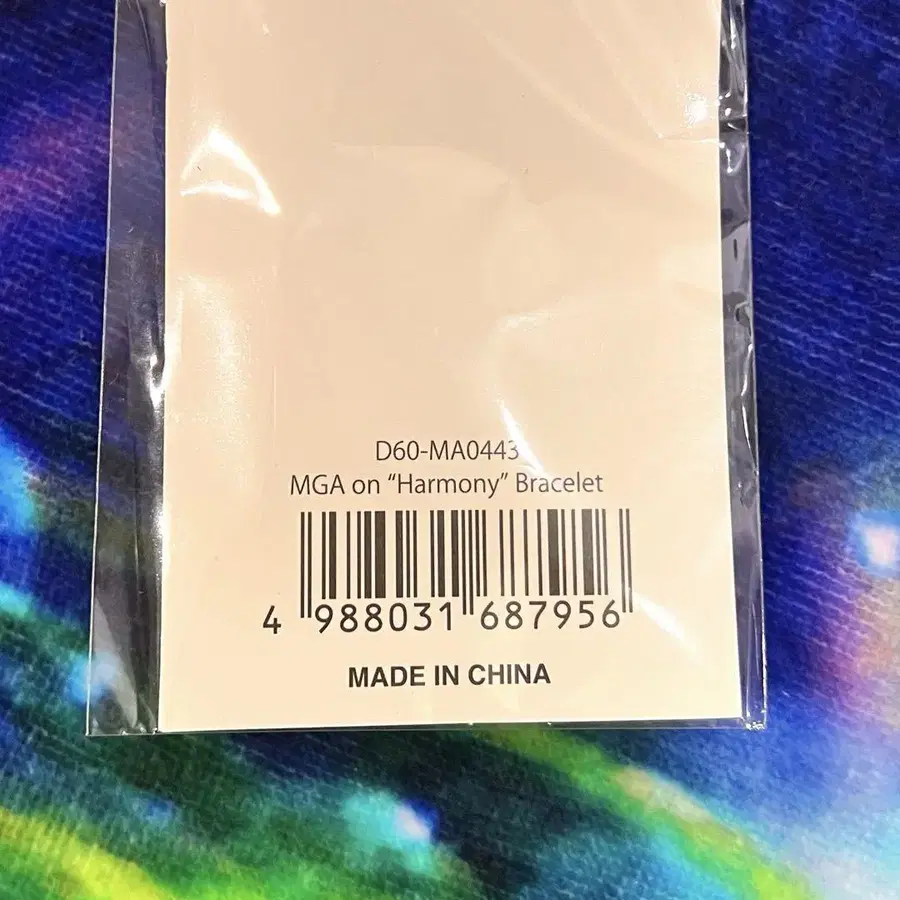 D60-MA0443
MGA on “Harmony” Bracelet
4 988031 687956
MADE IN CHINA